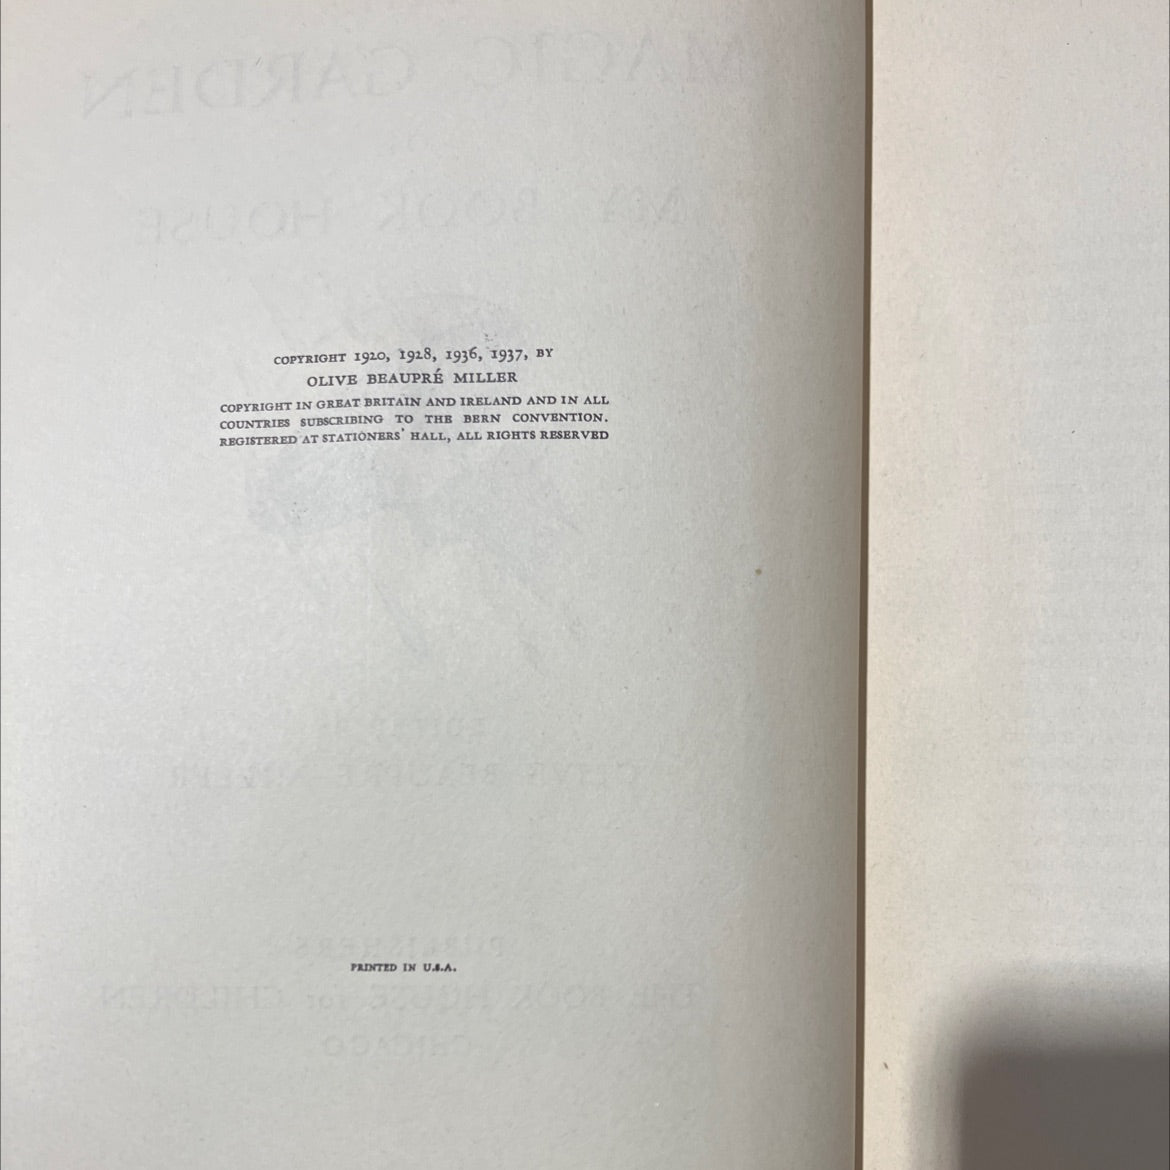 COPYRIGHT 1920, 1928, 1936, 1937, BY
OLIVE BEAUPRÉ MILLER
COPYRIGHT IN GREAT BRITAIN AND IRELAND AND IN ALL
COUNTRIES SUBSCRIBING TO THE BERN CONVENTION.
REGISTERED AT STATIONERS' HALL, ALL RIGHTS RESERVED
PRINTED IN U.S.A.